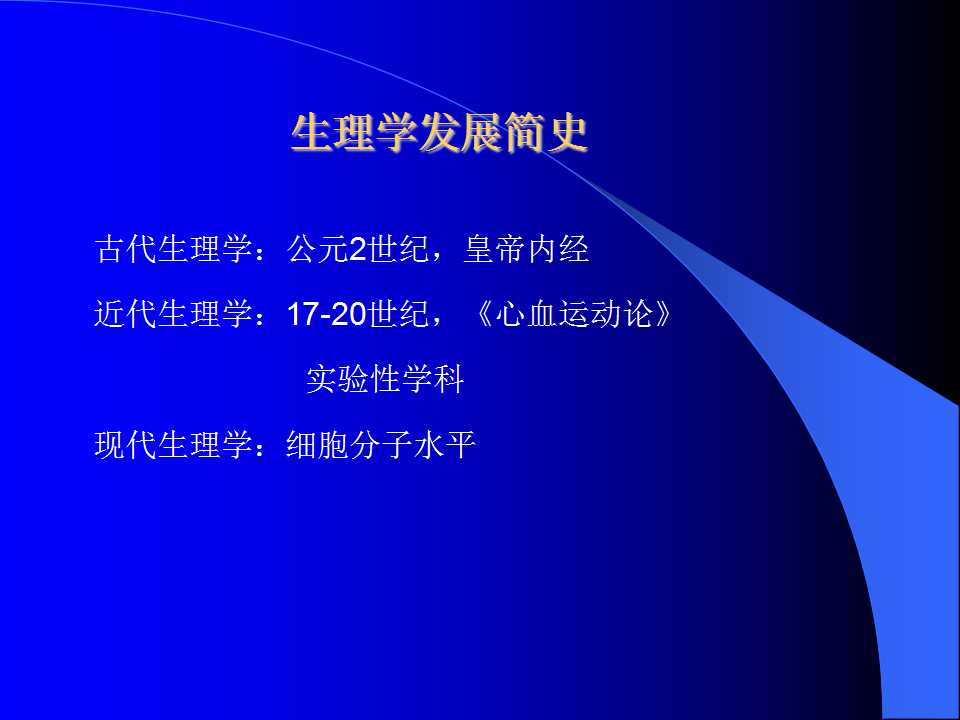 生理学发展简史
古代生理学：公元2世纪，皇帝内经
近代生理学：17-20世纪，《心血运动论》
实验性学科
现代生理学：细胞分子水平